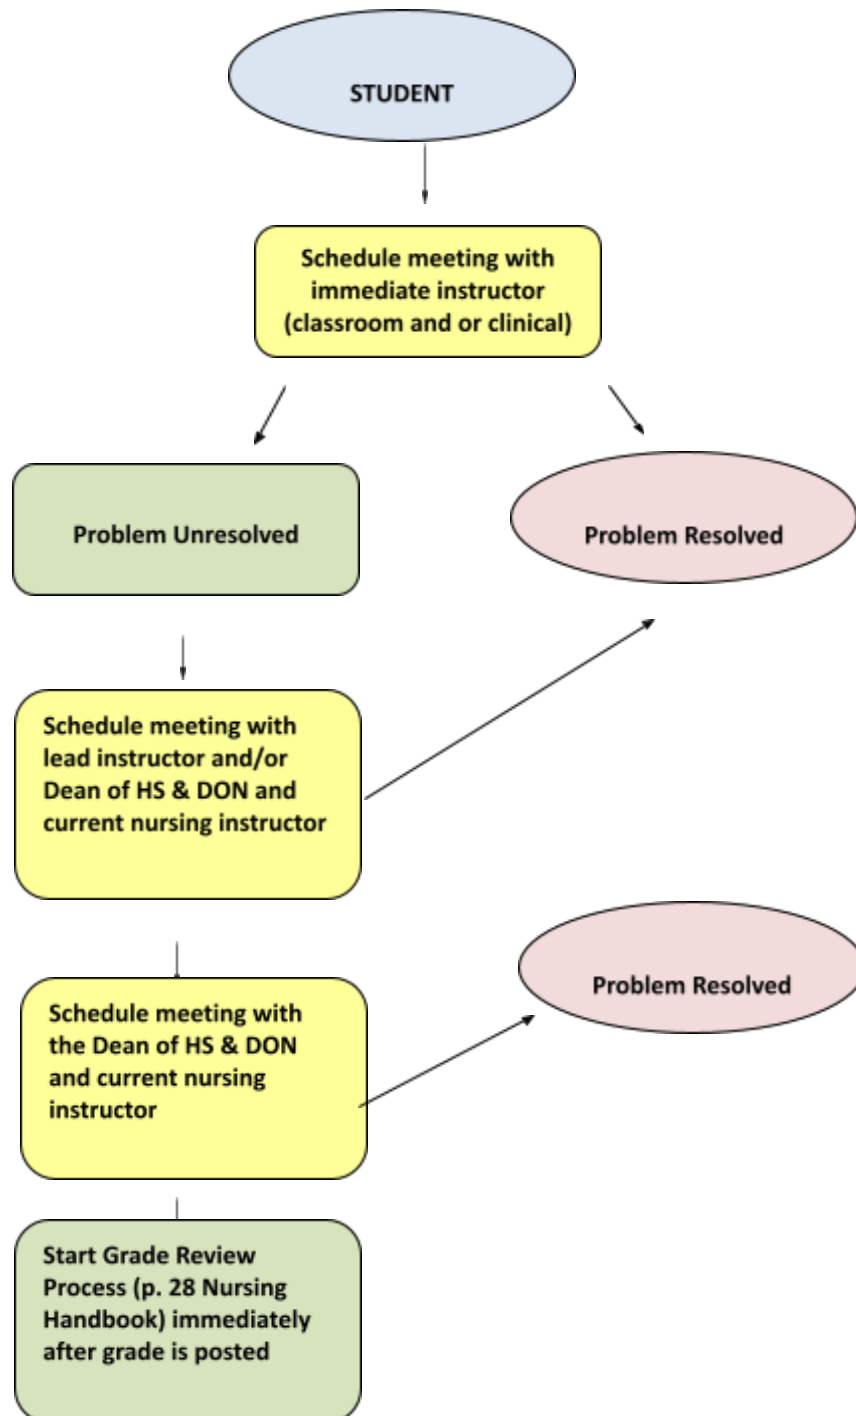 STUDENT
Schedule meeting with
immediate instructor
(classroom and or clinical)
Problem Unresolved
Problem Resolved
Schedule meeting with
lead instructor and/or
Dean of HS & DON and
current nursing instructor
Problem Resolved
Schedule meeting with
the Dean of HS & DON
and current nursing
instructor
Start Grade Review
Process (p. 28 Nursing
Handbook) immediately
after grade is posted